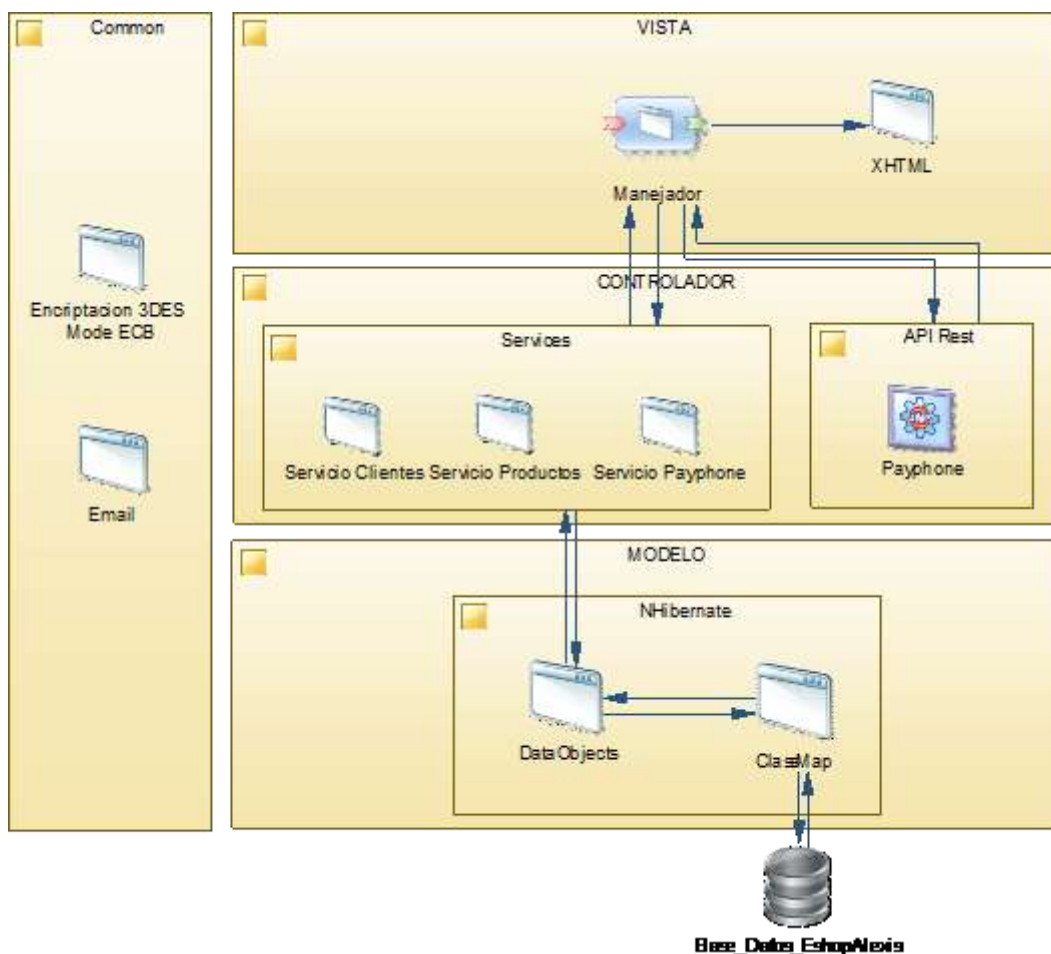 Common
Encriptacion 3DES
Mode ECB
Email
VISTA
Manejador
XHTML
CONTROLADOR
Services
Servicio Clientes
Servicio Productos
Servicio Payphone
API Rest
Payphone
MODELO
NHibernate
DataObjects
ClassMap
Base_Datos_EshopAlexis